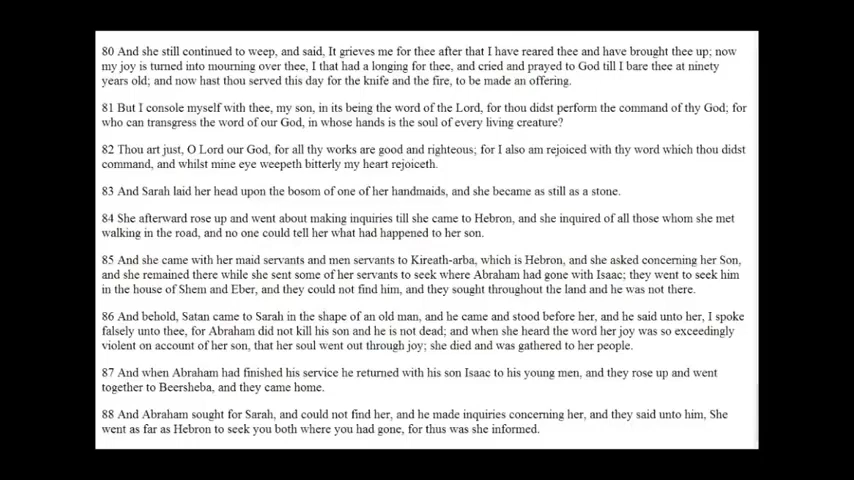 80 And she still continued to weep, and said, It grieves me for thee after that I have reared thee and have brought thee up; now
my joy is turned into mourning over thee, I that had a longing for thee, and cried and prayed to God till I bare thee at ninety
years old; and now hast thou served this day for the knife and the fire, to be made an offering.
81 But I console myself with thee, my son, in its being the word of the Lord, for thou didst perform the command of thy God; for
who can transgress the word of our God, in whose hands is the soul of every living creature?
82 Thou art just, O Lord our God, for all thy works are good and righteous; for I also am rejoiced with thy word which thou didst
command, and whilst mine eye weepeth bitterly my heart rejoiceth.
83 And Sarah laid her head upon the bosom of one of her handmaids, and she became as still as a stone.
84 She afterward rose up and went about making inquiries till she came to Hebron, and she inquired of all those whom she met
walking in the road, and no one could tell her what had happened to her son.
85 And she came with her maid servants and men servants to Kireath-arba, which is Hebron, and she asked concerning her Son,
and she remained there while she sent some of her servants to seek where Abraham had gone with Isaac; they went to seek him
in the house of Shem and Eber, and they could not find him, and they sought throughout the land and he was not there.
86 And behold, Satan came to Sarah in the shape of an old man, and he came and stood before her, and he said unto her, I spoke
falsely unto thee, for Abraham did not kill his son and he is not dead; and when she heard the word her joy was so exceedingly
violent on account of her son, that her soul went out through joy; she died and was gathered to her people.
87 And when Abraham had finished his service he returned with his son Isaac to his young men, and they rose up and went
together to Beersheba, and they came home.
88 And Abraham sought for Sarah, and could not find her, and he made inquiries concerning her, and they said unto him, She
went as far as Hebron to seek you both where you had gone, for thus was she informed.